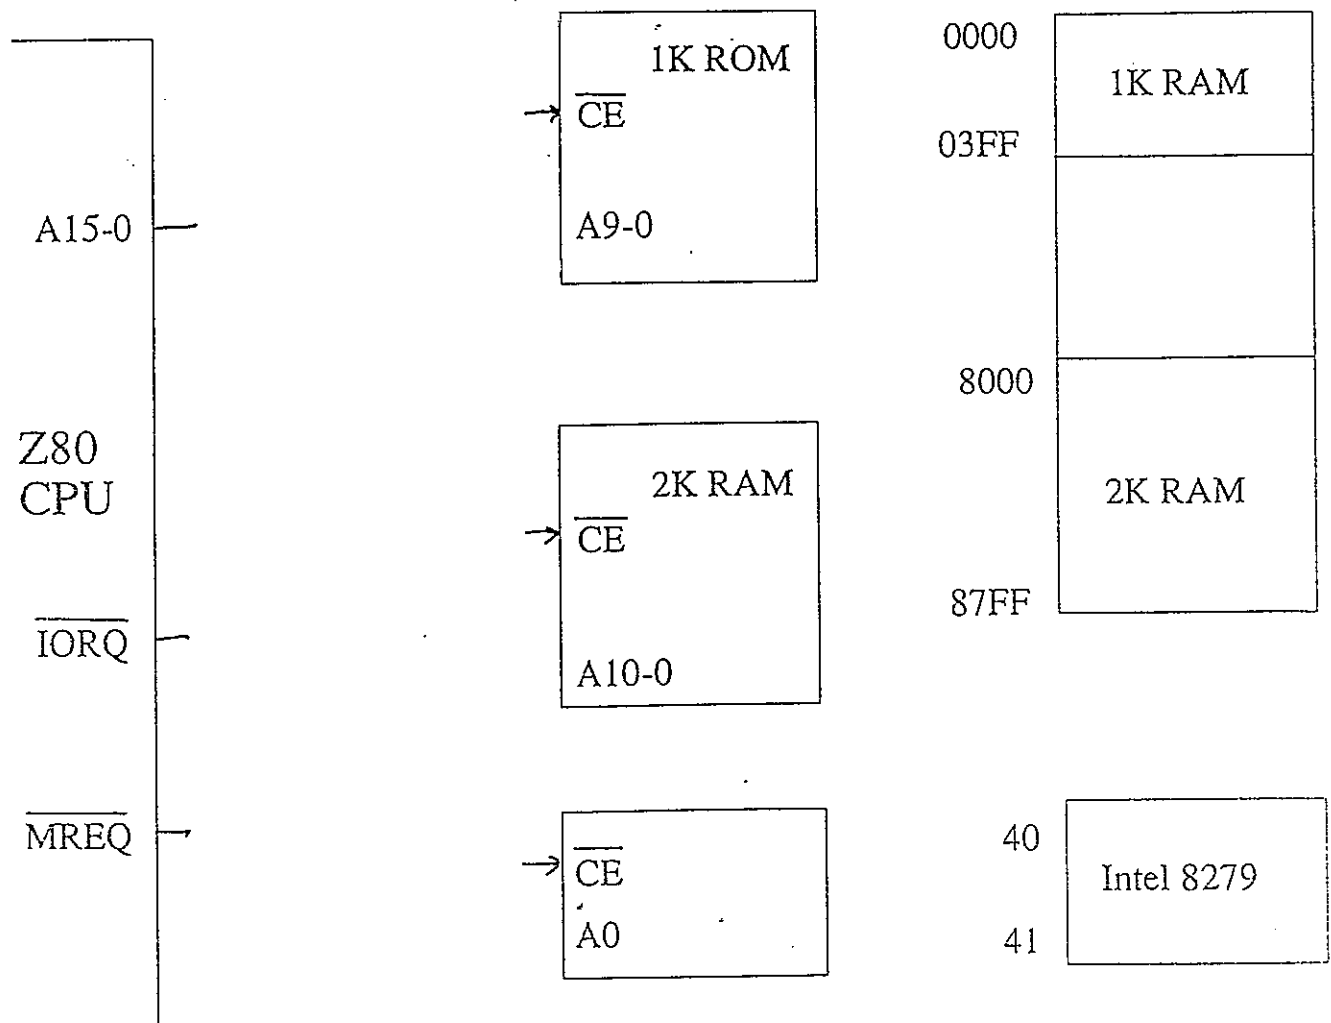 A15-0
Z80
CPU
IORQ
MREQ
1K ROM
CE
A9-0
2K RAM
CE
A10-0
CE
A0
0000
1K RAM
03FF
8000
2K RAM
87FF
40
Intel 8279
41